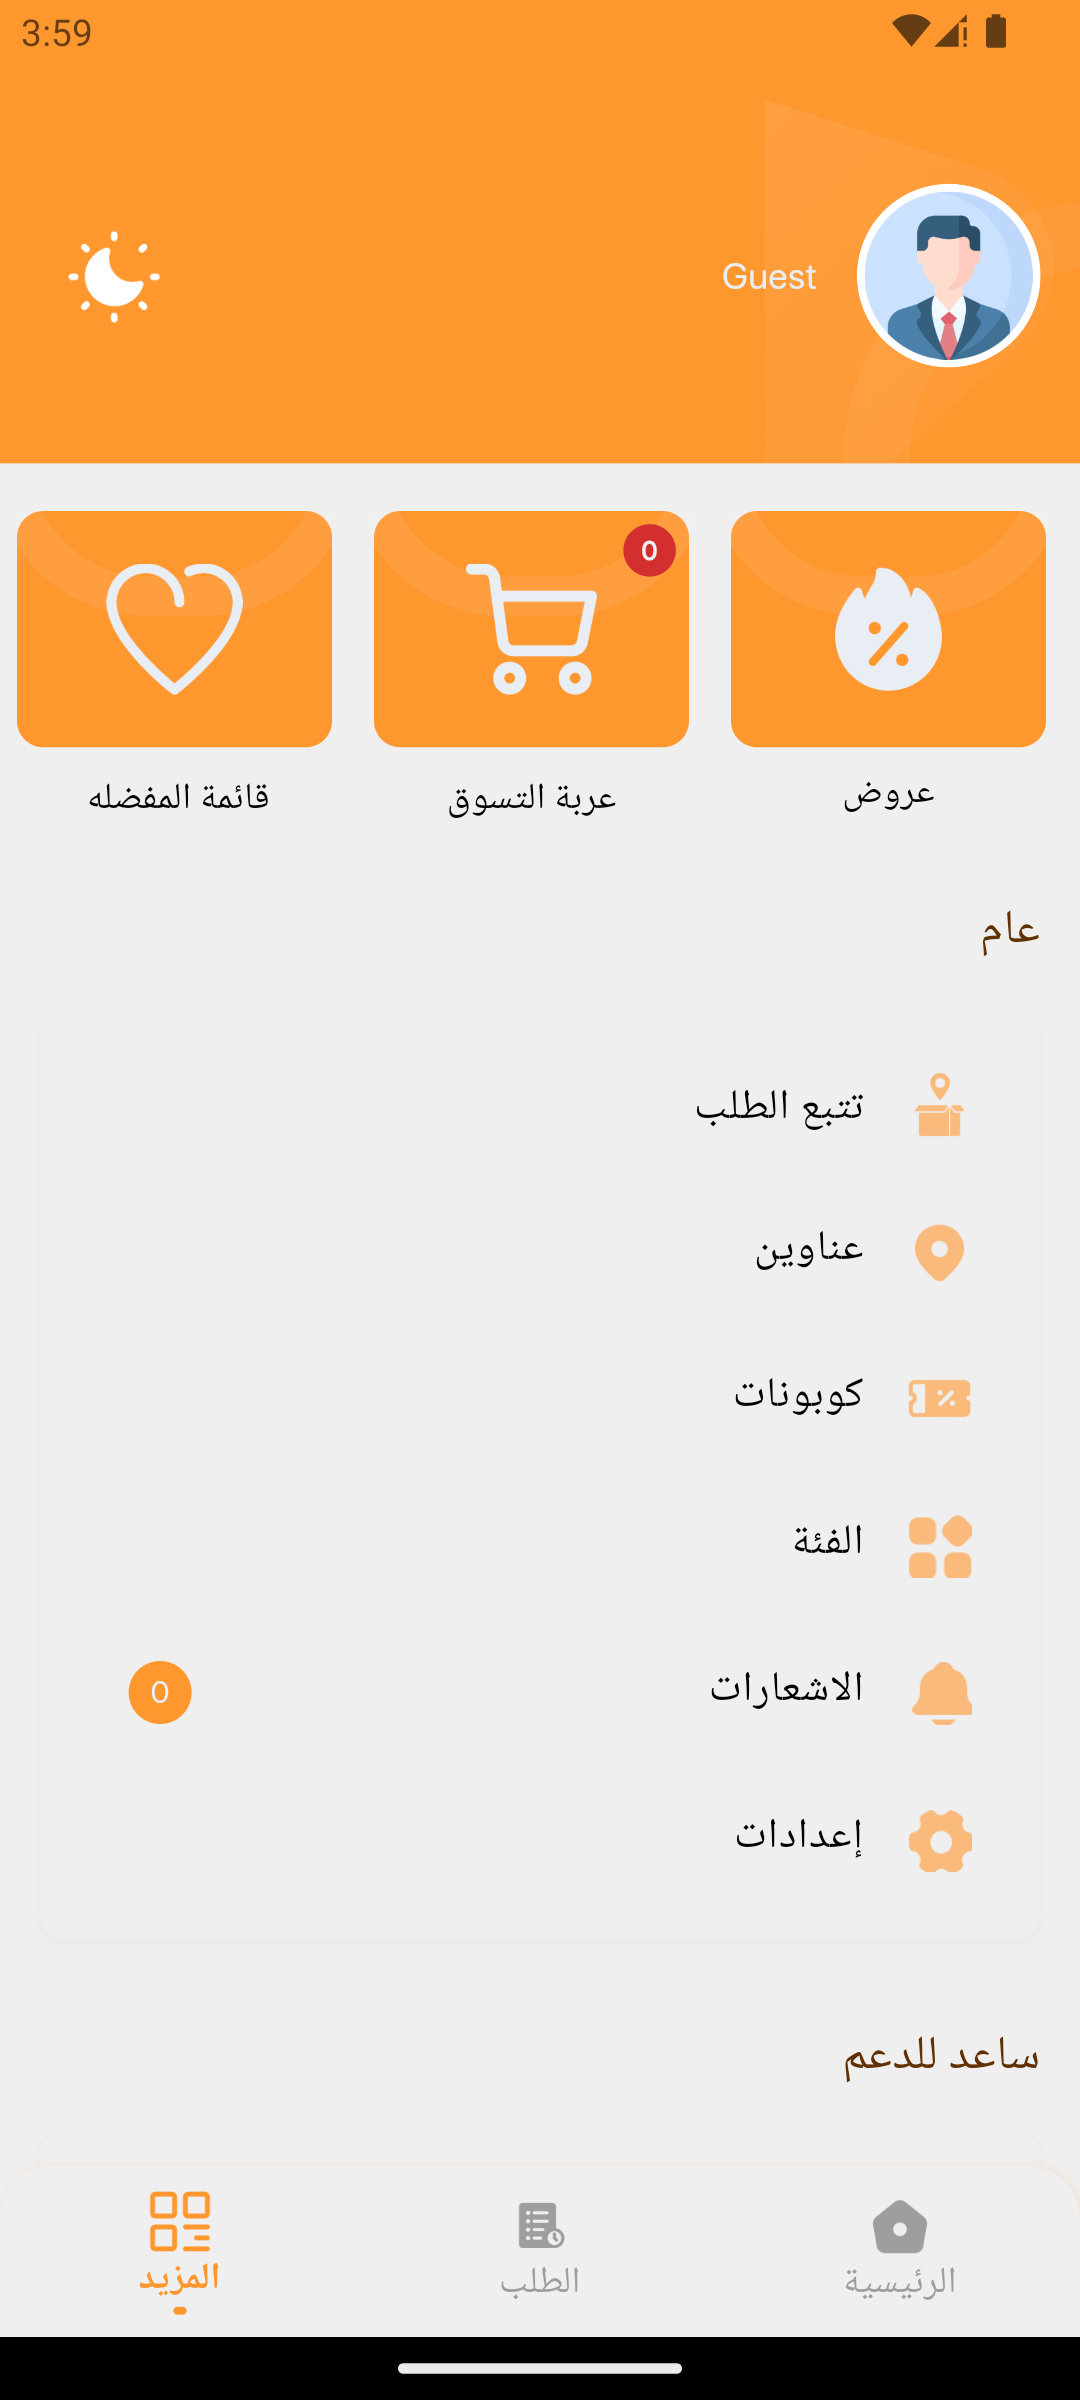 3:59
Guest
0
عروض
عربة التسوق
قائمة المفضله
عام
تتبع الطلب
عناوين
كوبونات
الفئة
الاشعارات
0
إعدادات
ساعد للدعم
الرئيسية
الطلب
المزيد